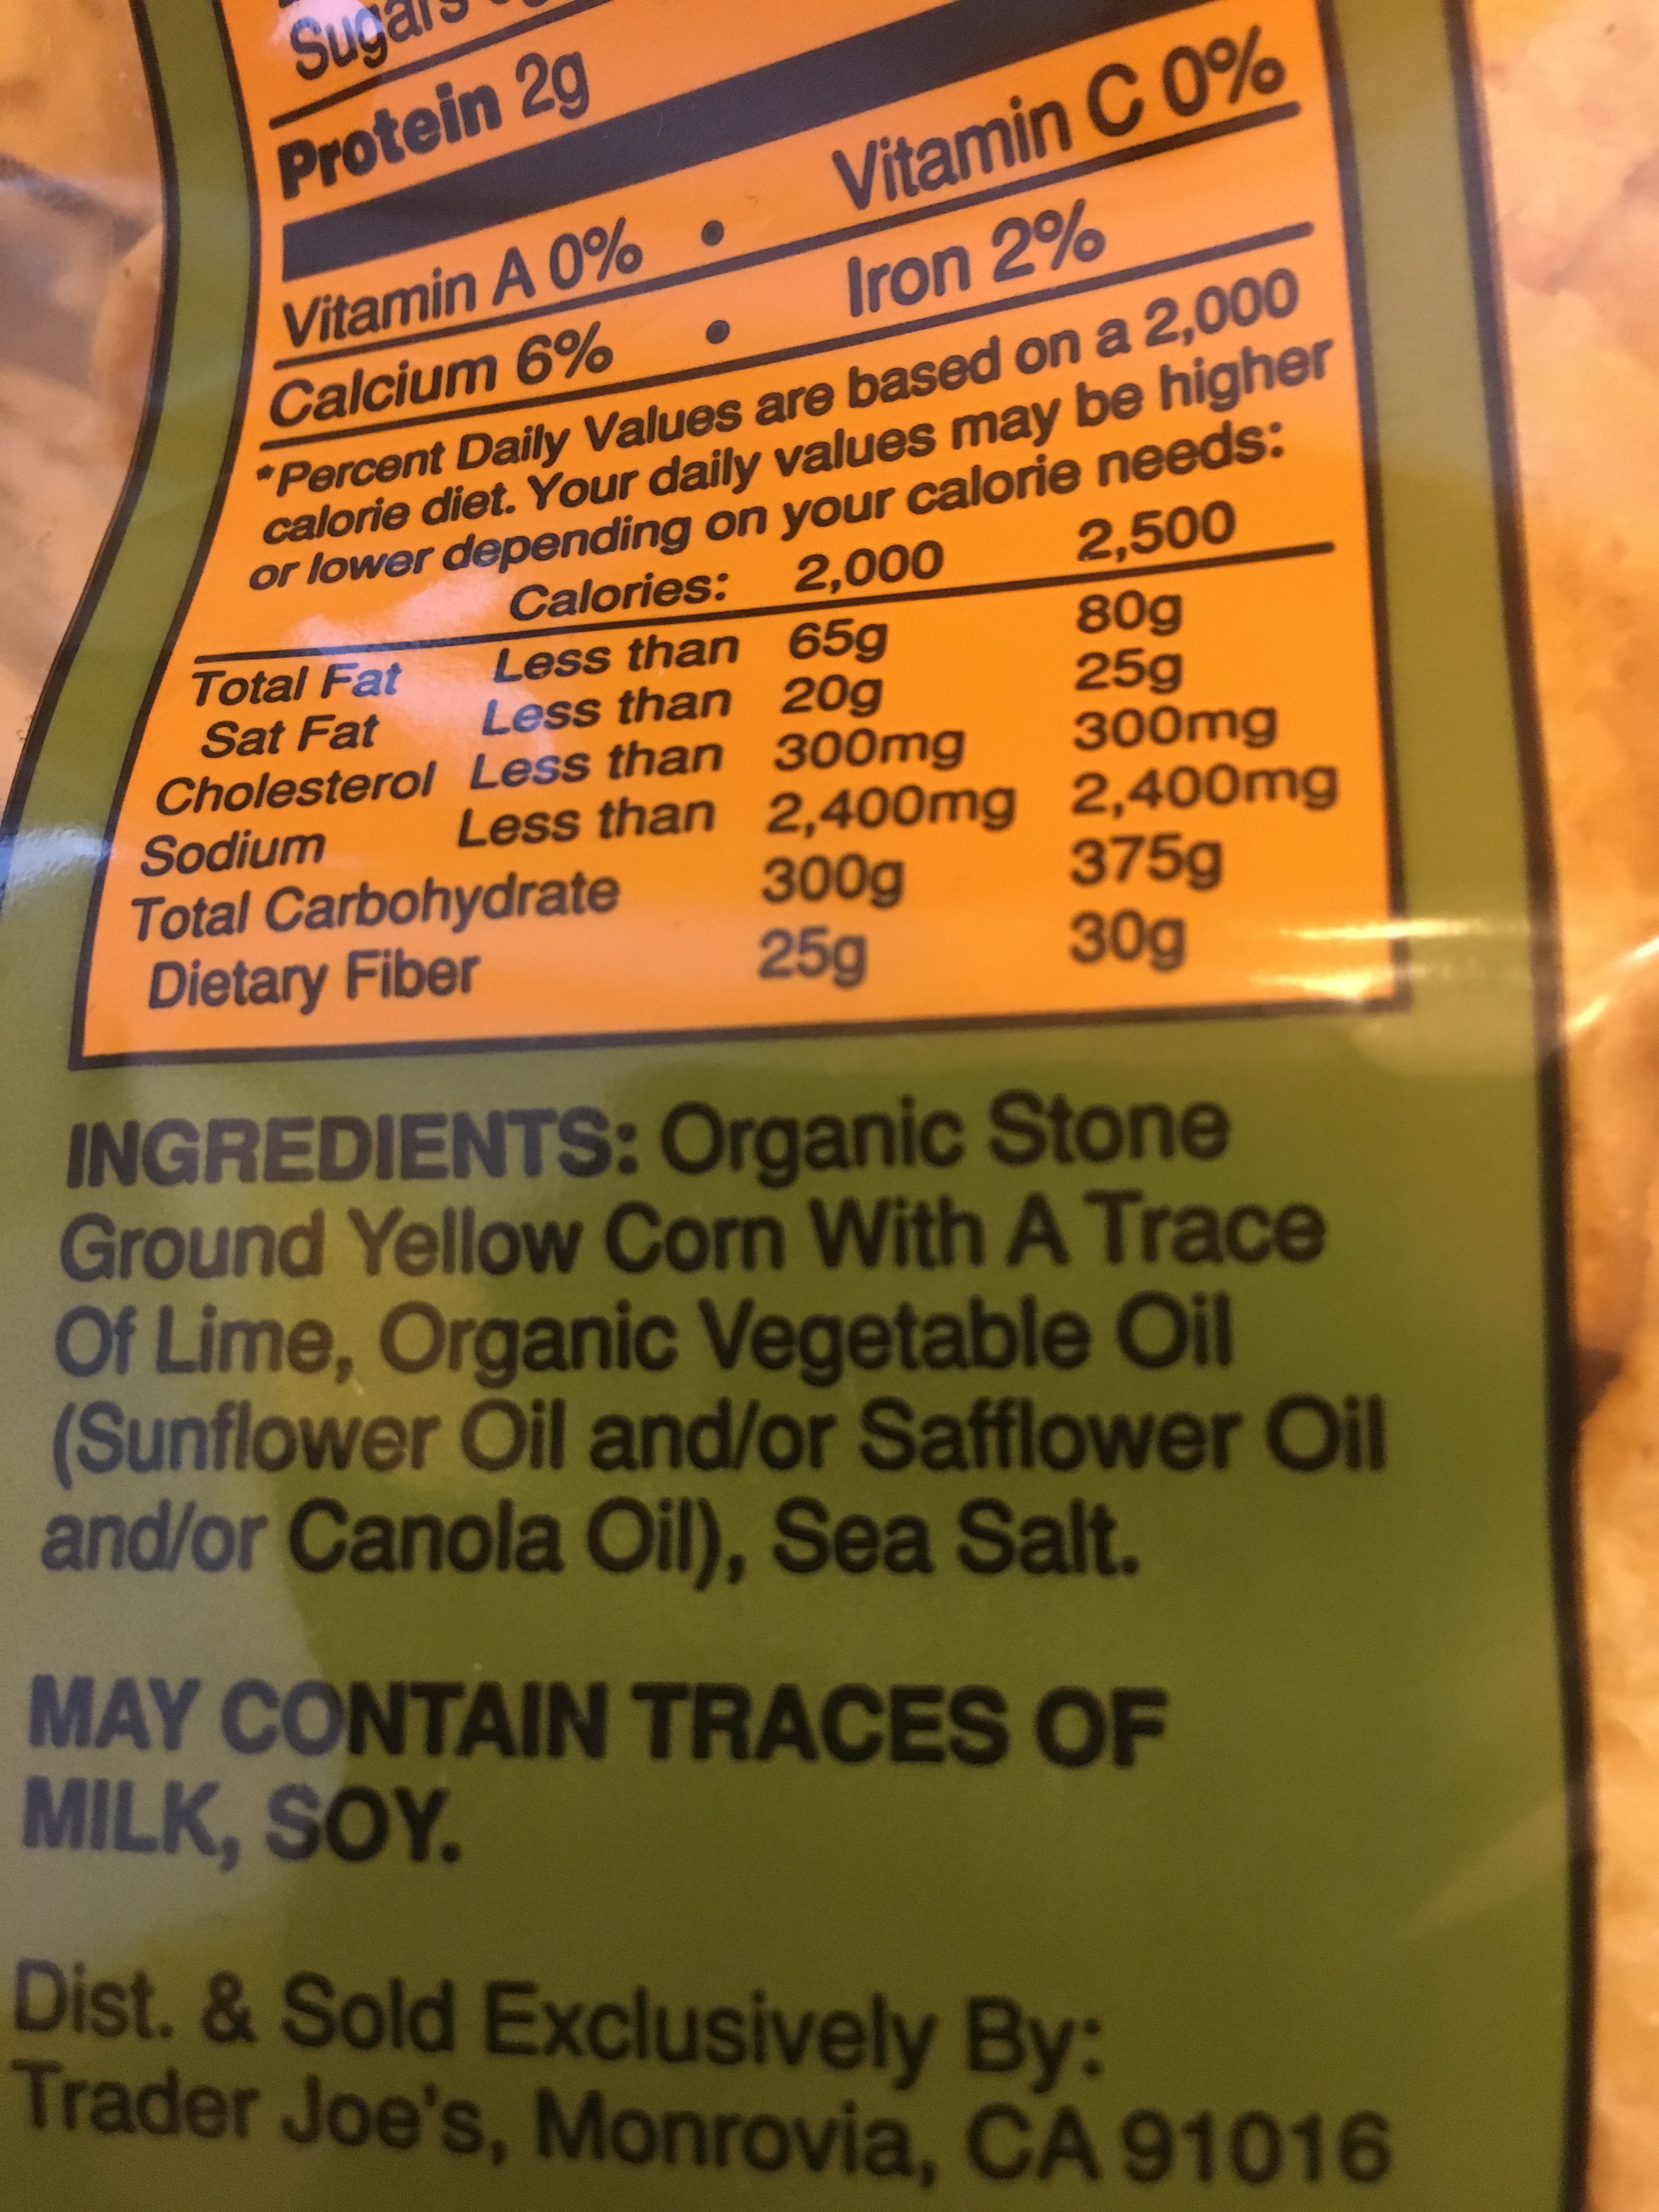 Sugars
Protein 2g
Vitamin A 0% • Vitamin C 0%
Calcium 6% • Iron 2%
*Percent Daily Values are based on a 2,000
calorie diet. Your daily values may be higher
or lower depending on your calorie needs:
Calories: 2,000 2,500
Total Fat Less than 65g 80g
Sat Fat Less than 20g 25g
Cholesterol Less than 300mg 300mg
Sodium Less than 2,400mg 2,400mg
Total Carbohydrate 300g 375g
Dietary Fiber 25g 30g
INGREDIENTS: Organic Stone
Ground Yellow Corn With A Trace
Of Lime, Organic Vegetable Oil
(Sunflower Oil and/or Safflower Oil
and/or Canola Oil), Sea Salt.
MAY CONTAIN TRACES OF
MILK, SOY.
Dist. & Sold Exclusively By:
Trader Joe's, Monrovia, CA 91016